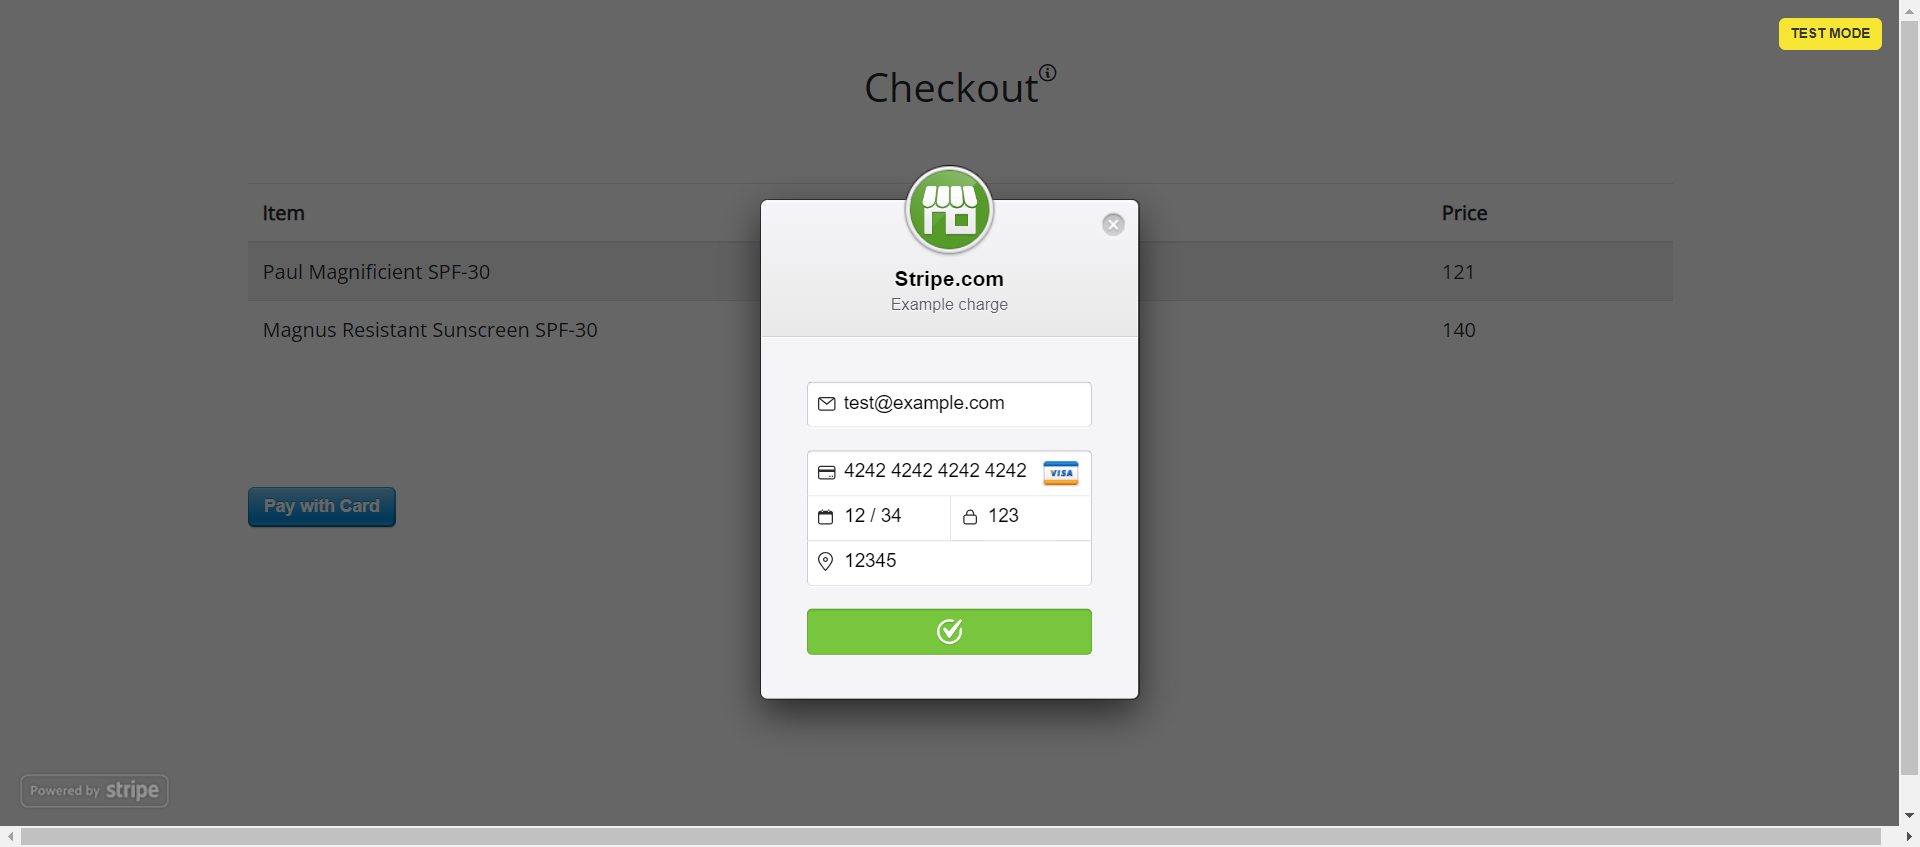 TEST MODE
Checkout
Item Price
Paul Magnificient SPF-30 121
Magnus Resistant Sunscreen SPF-30 140
Pay with Card
Stripe.com
Example charge
test@example.com
4242 4242 4242 4242 VISA
12 / 34 123
12345
Powered by stripe